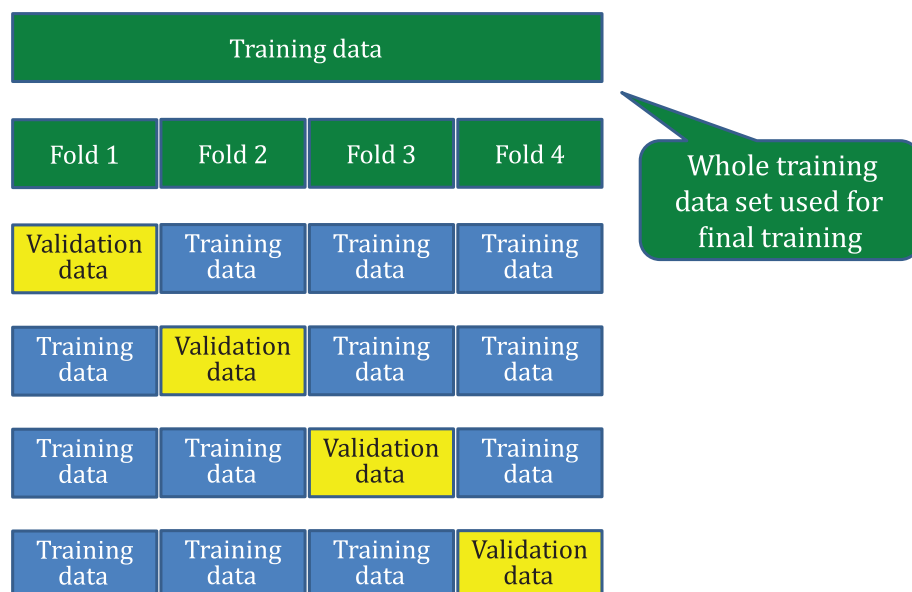 Training data
Fold 1 Fold 2 Fold 3 Fold 4
Whole training
data set used for
final training
Validation Training Training Training
data data data data
Training Validation Training Training
data data data data
Training Training Validation Training
data data data data
Training Training Training Validation
data data data data